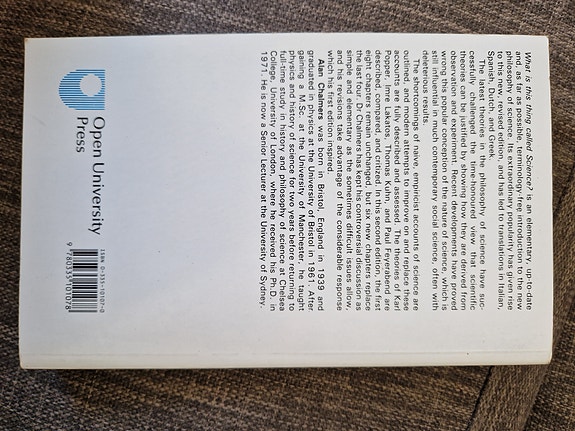 What is this thing called Science? is an elementary, up-to-date
and, as far as possible, terminology-free introduction to the new
philosophy of science. Its extraordinary popularity has given rise
to this new, revised edition, and has led to translations in Italian,
Spanish, Dutch, and Greek.
The latest theories in the philosophy of science have suc-
cessfully challenged the time-honoured view that scientific
theories can be justified by showing how they are derived from
observation and experiment. Recent developments have proved
wrong this popular conception of the nature of science, which is
still influential in much contemporary social science, often with
deleterious results.
The shortcomings of naive empiricist accounts of science are
outlined, and modern attempts to improve on and replace these
accounts are fully described and assessed. The theories of Karl
Popper, Imre Lakatos, Thomas Kuhn, and Paul Feyerabend are
described, compared, and criticized. In this second edition, the first
eight chapters remain unchanged, but six new chapters replace
the last four. Dr Chalmers has kept his controversial discussion as
simple and elementary as the sometimes difficult issues allow,
and his revisions take advantage of the considerable response
which his first edition inspired.
Alan Chalmers was born in Bristol, England in 1939 and
graduated in physics at the University of Bristol in 1961. After
gaining a M.Sc. at the University of Manchester, he taught
physics and history of science for two years before returning to
full-time study in history and philosophy of science at Chelsea
College, University of London, where he received his Ph.D. in
1971. He is now a Senior Lecturer at the University of Sydney.
Open University
Press
ISBN 0-335-10107-0
9 780335 101078